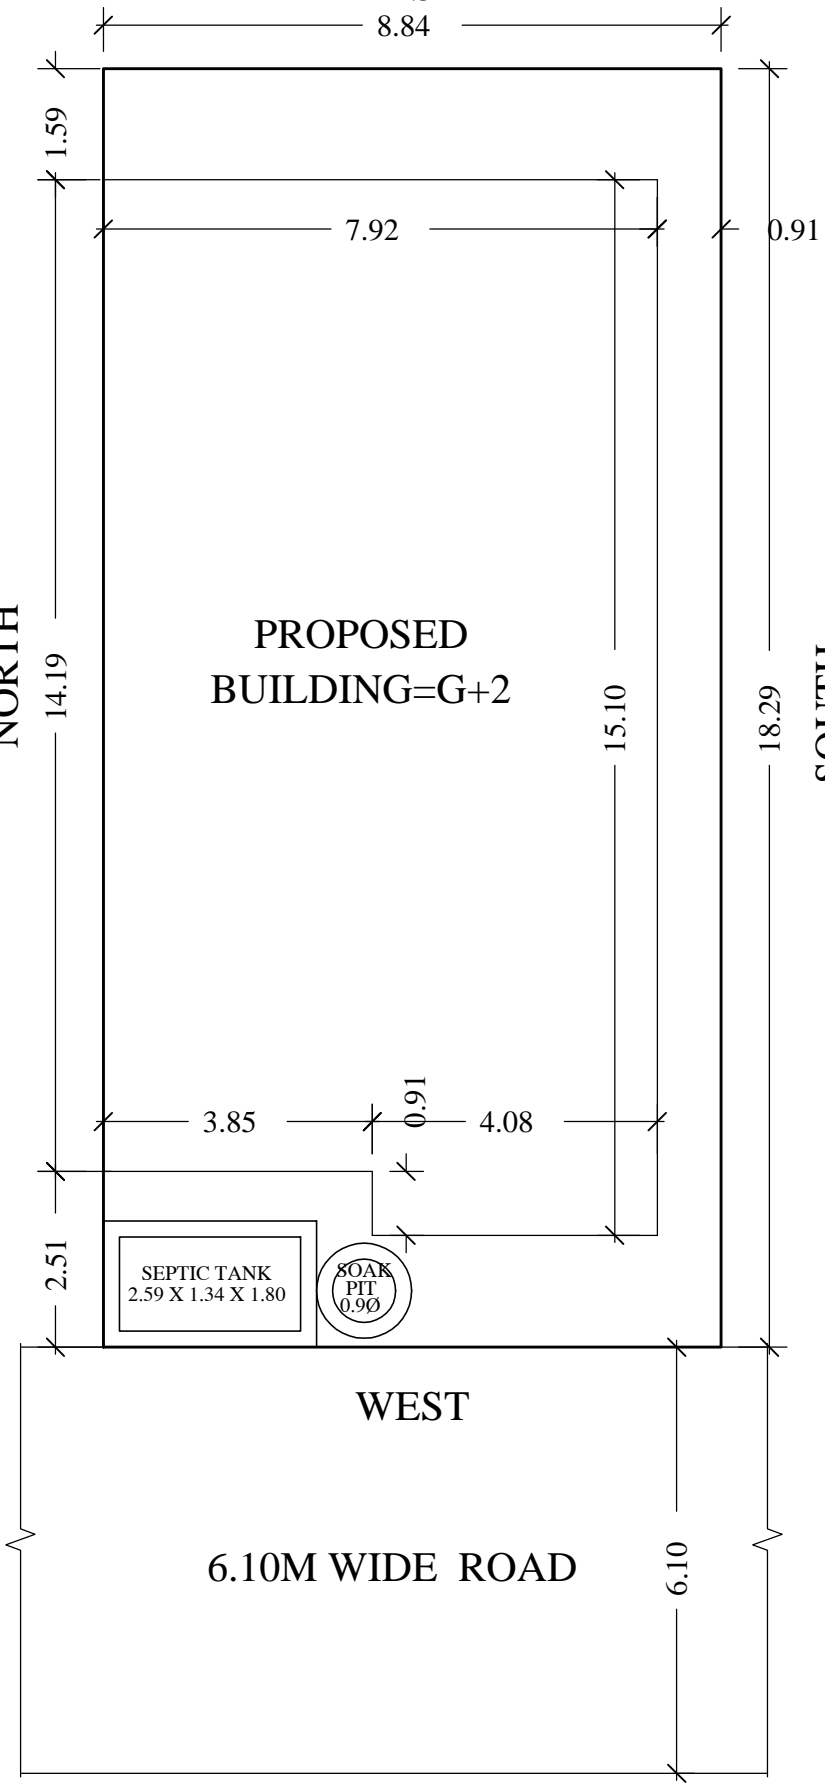 8.84
1.59
7.92
0.91
NORTH
14.19
PROPOSED
BUILDING=G+2
15.10
18.29
SOUTH
0.91
3.85
4.08
2.51
SEPTIC TANK
2.59 X 1.34 X 1.80
SOAK
PIT
0.9Ø
WEST
6.10M WIDE ROAD
6.10